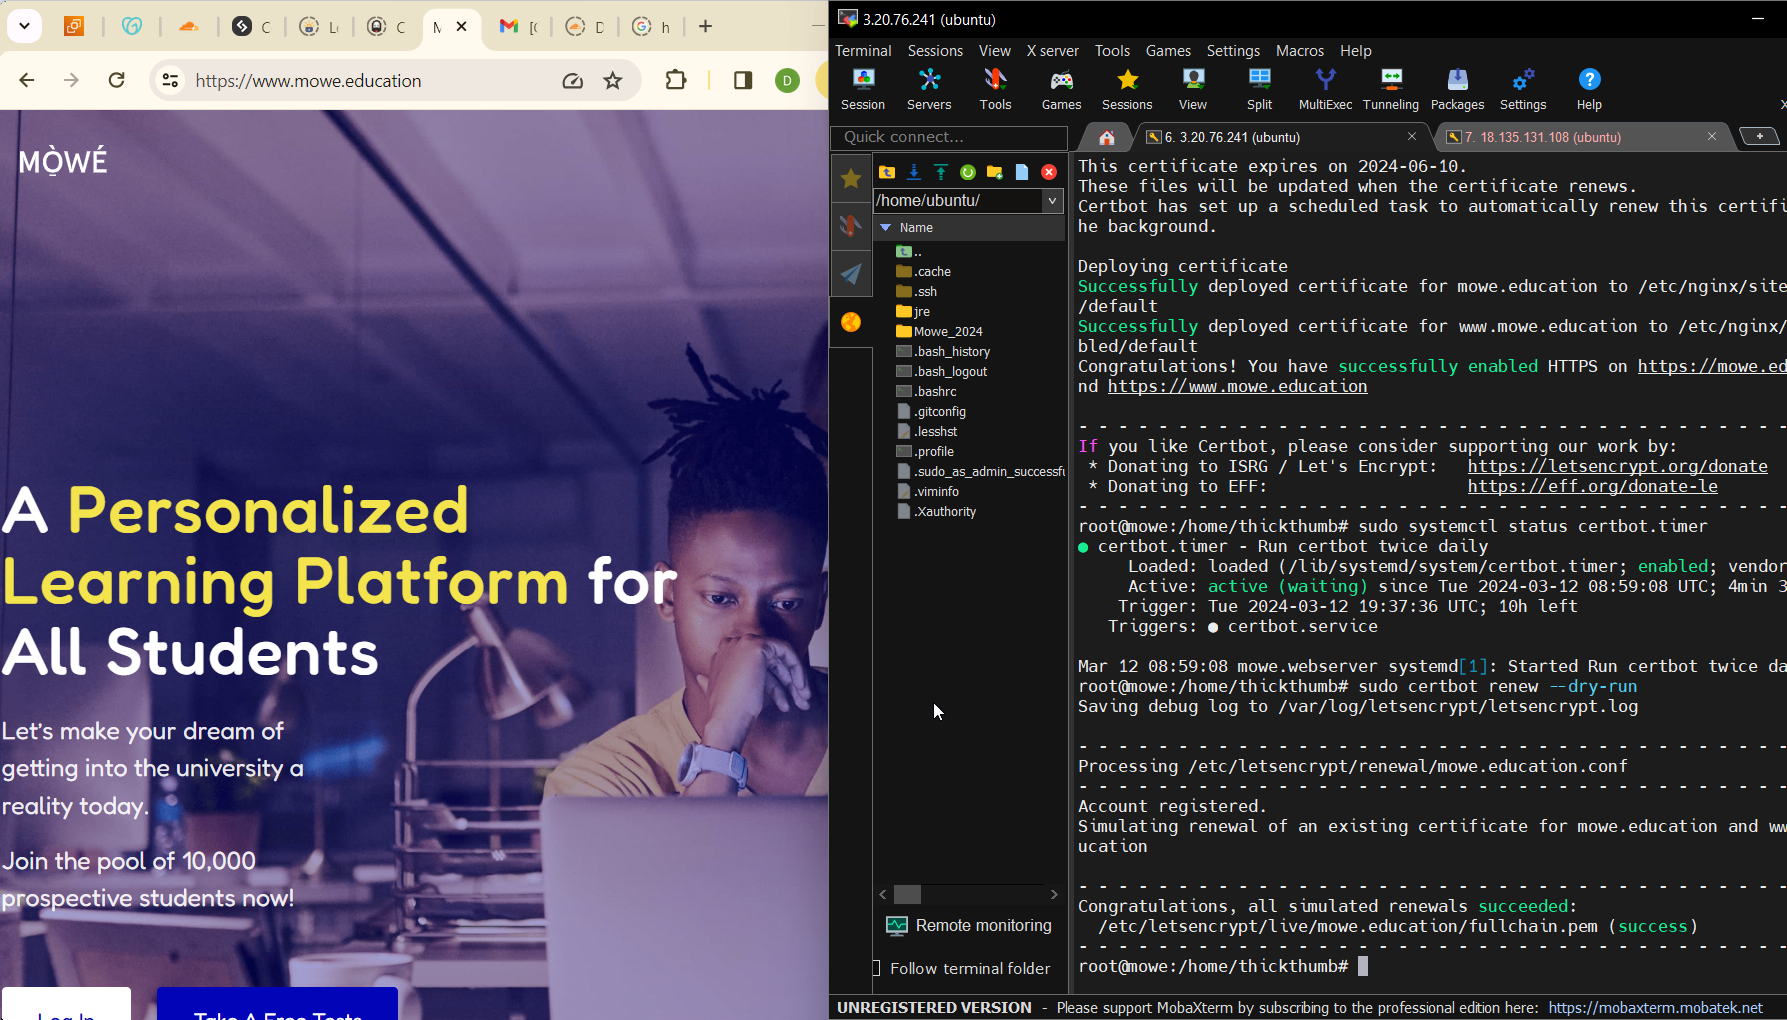 C
L
C
M
[(
D
h
https://www.mowe.education
D
MỌ̀WÉ
A Personalized
Learning Platform for
All Students
Let's make your dream of
getting into the university a
reality today.
Join the pool of 10,000
prospective students now!
Log In
Take A Free Tests
3.20.76.241 (ubuntu)
Terminal Sessions View X server Tools Games Settings Macros Help
Session Servers Tools Games Sessions View Split MultiExec Tunneling Packages Settings Help
Quick connect...
6. 3.20.76.241 (ubuntu)
7. 18.135.131.108 (ubuntu)
/home/ubuntu/
Name
..
.cache
.ssh
jre
Mowe_2024
.bash_history
.bash_logout
.bashrc
.gitconfig
.lesshst
.profile
.sudo_as_admin_successfu
.viminfo
.Xauthority
Remote monitoring
Follow terminal folder
This certificate expires on 2024-06-10.
These files will be updated when the certificate renews.
Certbot has set up a scheduled task to automatically renew this certifi
he background.
Deploying certificate
Successfully deployed certificate for mowe.education to /etc/nginx/site
/default
Successfully deployed certificate for www.mowe.education to /etc/nginx/
bled/default
Congratulations! You have successfully enabled HTTPS on https://mowe.ed
nd https://www.mowe.education
- - - - - - - - - - - - - - - - - - - - - - - - - - - - - - - - - - - -
If you like Certbot, please consider supporting our work by:
* Donating to ISRG / Let's Encrypt: https://letsencrypt.org/donate
* Donating to EFF: https://eff.org/donate-le
- - - - - - - - - - - - - - - - - - - - - - - - - - - - - - - - - - - -
root@mowe:/home/thickthumb# sudo systemctl status certbot.timer
● certbot.timer - Run certbot twice daily
Loaded: loaded (/lib/systemd/system/certbot.timer; enabled; vendor
Active: active (waiting) since Tue 2024-03-12 08:59:08 UTC; 4min 3
Trigger: Tue 2024-03-12 19:37:36 UTC; 10h left
Triggers: ● certbot.service
Mar 12 08:59:08 mowe.webserver systemd[1]: Started Run certbot twice da
root@mowe:/home/thickthumb# sudo certbot renew --dry-run
Saving debug log to /var/log/letsencrypt/letsencrypt.log
- - - - - - - - - - - - - - - - - - - - - - - - - - - - - - - - - - - -
Processing /etc/letsencrypt/renewal/mowe.education.conf
- - - - - - - - - - - - - - - - - - - - - - - - - - - - - - - - - - - -
Account registered.
Simulating renewal of an existing certificate for mowe.education and ww
ucation
- - - - - - - - - - - - - - - - - - - - - - - - - - - - - - - - - - - -
Congratulations, all simulated renewals succeeded:
/etc/letsencrypt/live/mowe.education/fullchain.pem (success)
- - - - - - - - - - - - - - - - - - - - - - - - - - - - - - - - - - - -
root@mowe:/home/thickthumb#
UNREGISTERED VERSION - Please support MobaXterm by subscribing to the professional edition here: https://mobaxterm.mobatek.net